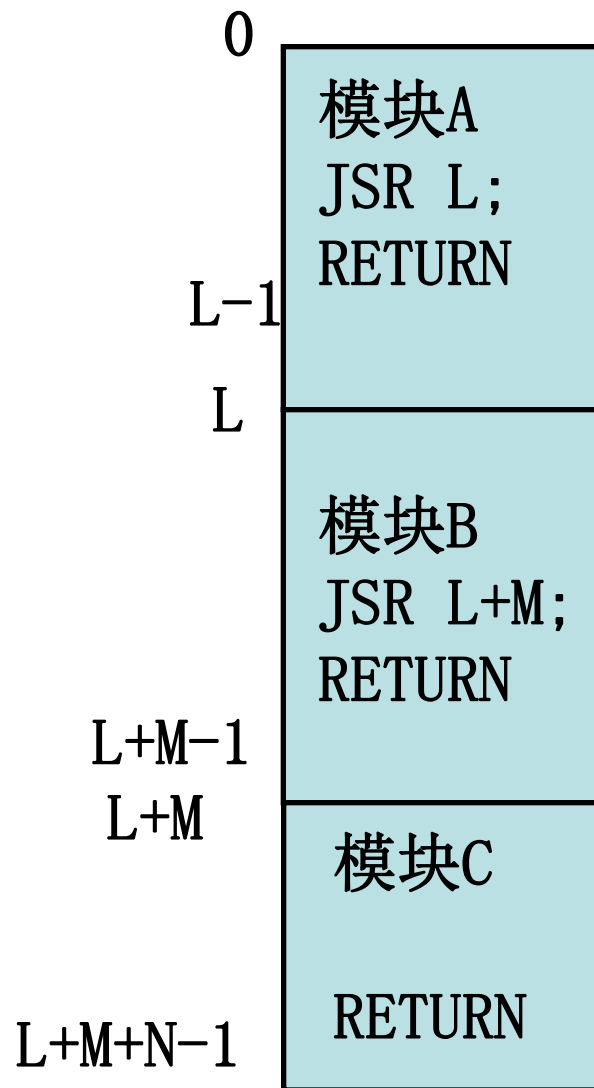 0
模块A
JSR L;
RETURN
L-1
L
模块B
JSR L+M;
RETURN
L+M-1
L+M
模块C
RETURN
L+M+N-1